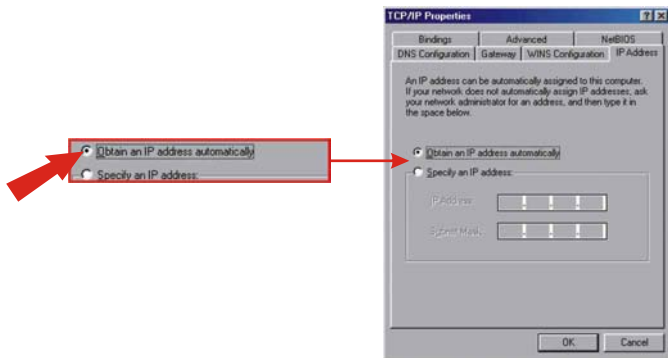 TCP/IP Properties
Bindings Advanced NetBIOS
DNS Configuration Gateway WINS Configuration IP Address
An IP address can be automatically assigned to this computer.
If your network does not automatically assign IP addresses, ask
your network administrator for an address, and then type it in
the space below.
Obtain an IP address automatically
Specify an IP address:
IP Address:
Subnet Mask:
OK Cancel
Obtain an IP address automatically
Specify an IP address: